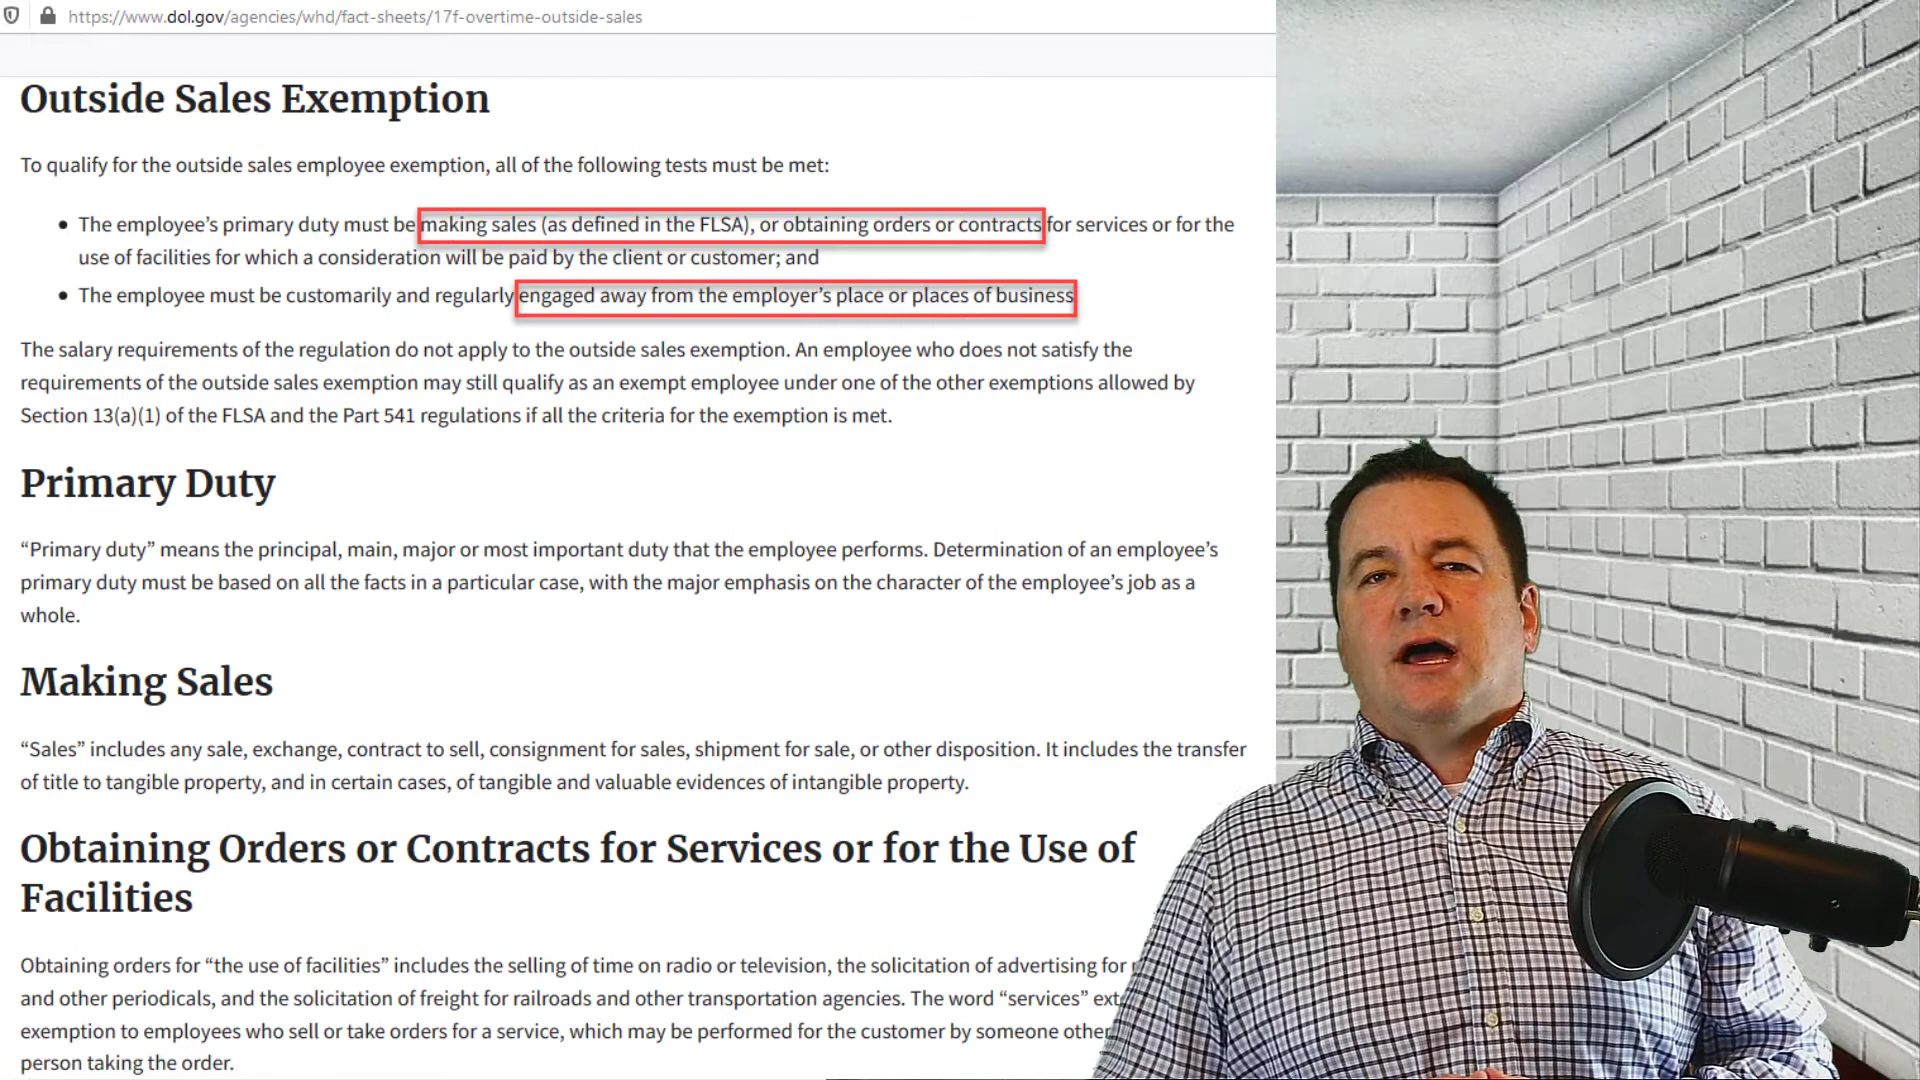 https://www.dol.gov/agencies/whd/fact-sheets/17f-overtime-outside-sales
Outside Sales Exemption
To qualify for the outside sales employee exemption, all of the following tests must be met:
• The employee’s primary duty must be making sales (as defined in the FLSA), or obtaining orders or contracts for services or for the
use of facilities for which a consideration will be paid by the client or customer; and
• The employee must be customarily and regularly engaged away from the employer’s place or places of business
The salary requirements of the regulation do not apply to the outside sales exemption. An employee who does not satisfy the
requirements of the outside sales exemption may still qualify as an exempt employee under one of the other exemptions allowed by
Section 13(a)(1) of the FLSA and the Part 541 regulations if all the criteria for the exemption is met.
Primary Duty
“Primary duty” means the principal, main, major or most important duty that the employee performs. Determination of an employee’s
primary duty must be based on all the facts in a particular case, with the major emphasis on the character of the employee’s job as a
whole.
Making Sales
“Sales” includes any sale, exchange, contract to sell, consignment for sales, shipment for sale, or other disposition. It includes the transfer
of title to tangible property, and in certain cases, of tangible and valuable evidences of intangible property.
Obtaining Orders or Contracts for Services or for the Use of
Facilities
Obtaining orders for “the use of facilities” includes the selling of time on radio or television, the solicitation of advertising for
and other periodicals, and the solicitation of freight for railroads and other transportation agencies. The word “services”
exemption to employees who sell or take orders for a service, which may be performed for the customer by someone other
person taking the order.